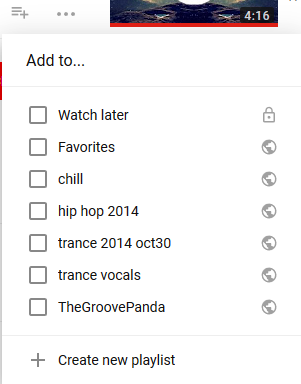 4:16
Add to...
Watch later
Favorites
chill
hip hop 2014
trance 2014 oct30
trance vocals
TheGroovePanda
Create new playlist